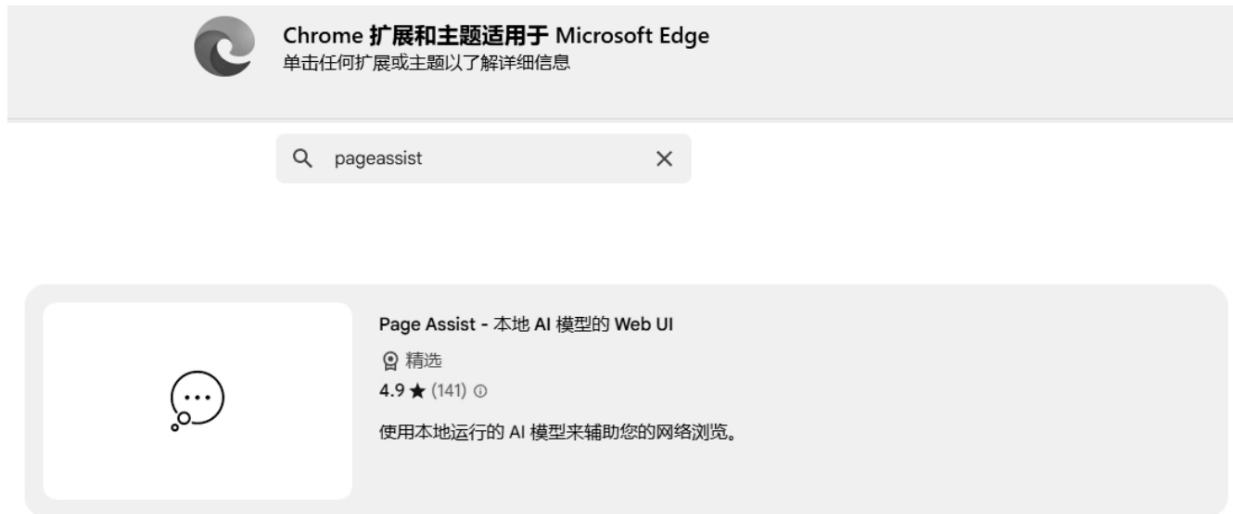 Chrome 扩展和主题适用于 Microsoft Edge
单击任何扩展或主题以了解详细信息
pageassist
Page Assist - 本地 AI 模型的 Web UI
精选
4.9 ★ (141)
使用本地运行的 AI 模型来辅助您的网络浏览。